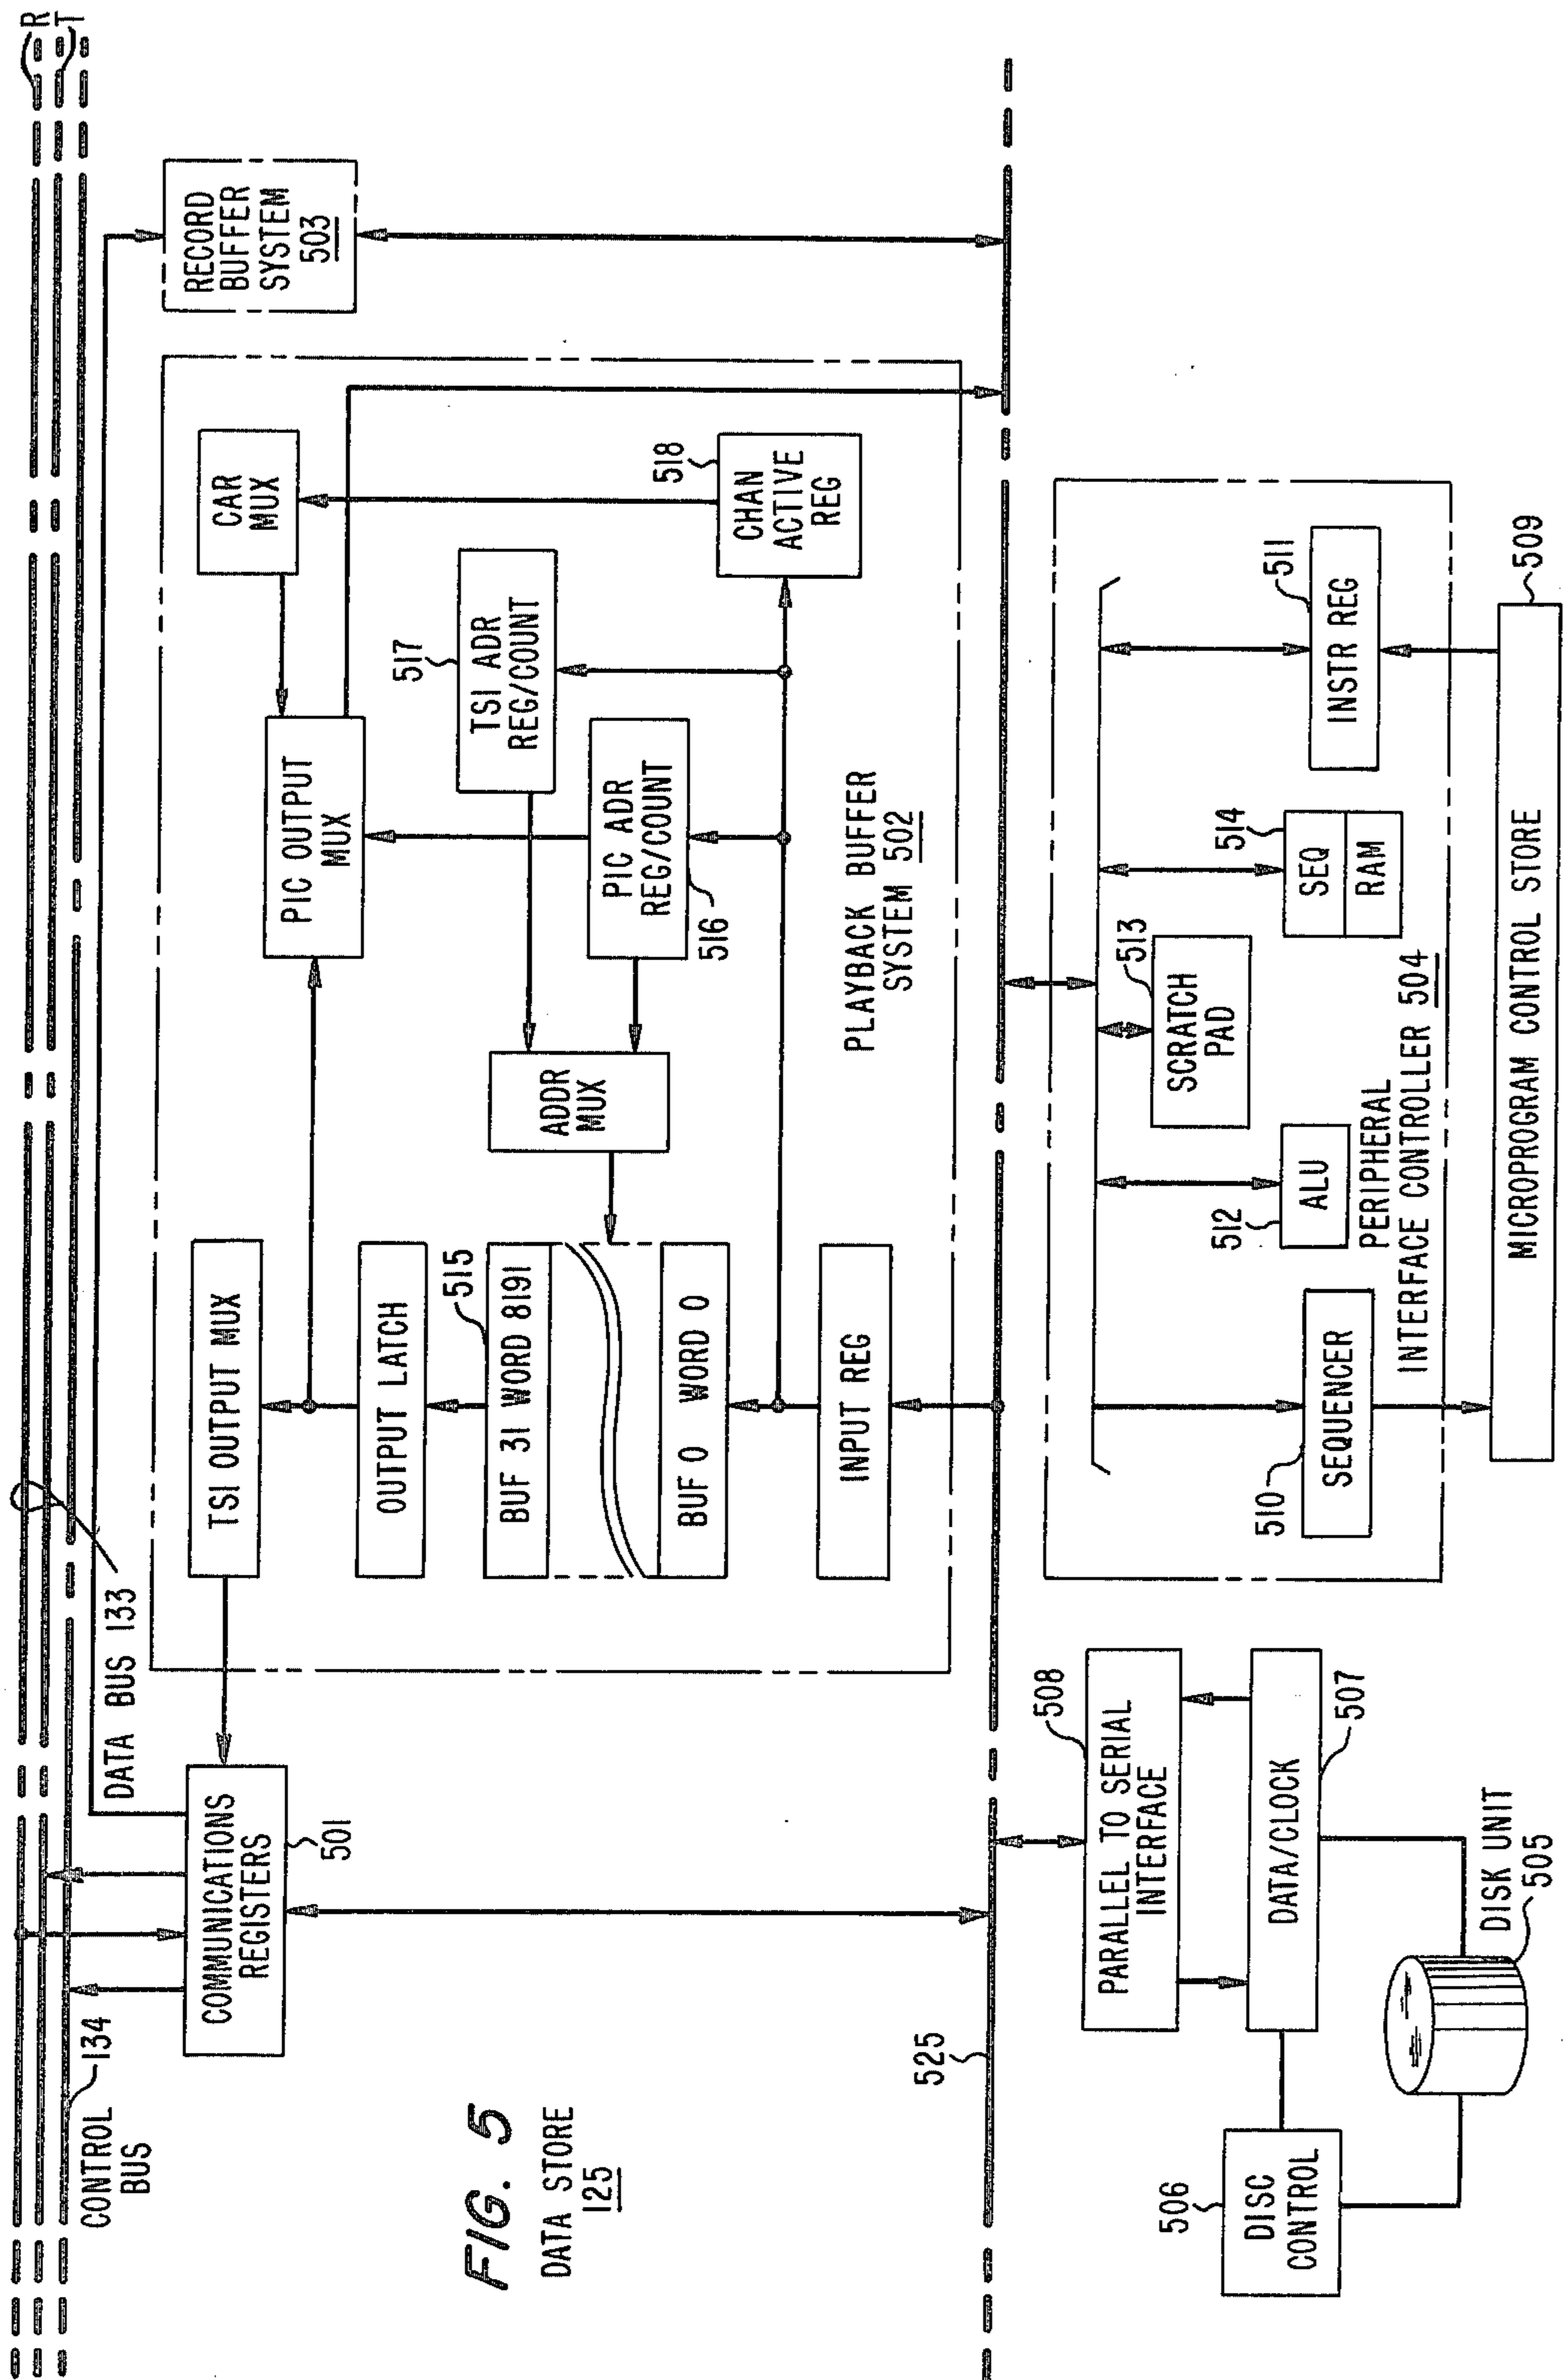 R
T
DATA BUS 133
134
CONTROL
BUS
COMMUNICATIONS
REGISTERS
501
RECORD
BUFFER
SYSTEM
503
TSI OUTPUT MUX
OUTPUT LATCH
515
BUF 31 WORD 8191
BUF 0 WORD 0
INPUT REG
ADDR
MUX
PIC OUTPUT
MUX
CAR
MUX
517
TSI ADR
REG/COUNT
PIC ADR
REG/COUNT
516
518
CHAN
ACTIVE
REG
PLAYBACK BUFFER
SYSTEM 502
FIG. 5
DATA STORE
125
525
506
DISC
CONTROL
508
PARALLEL TO SERIAL
INTERFACE
DATA/CLOCK
507
DISK UNIT
505
510
SEQUENCER
512
ALU
513
SCRATCH
PAD
514
SEQ
RAM
511
INSTR REG
PERIPHERAL
INTERFACE CONTROLLER 504
MICROPROGRAM CONTROL STORE
509